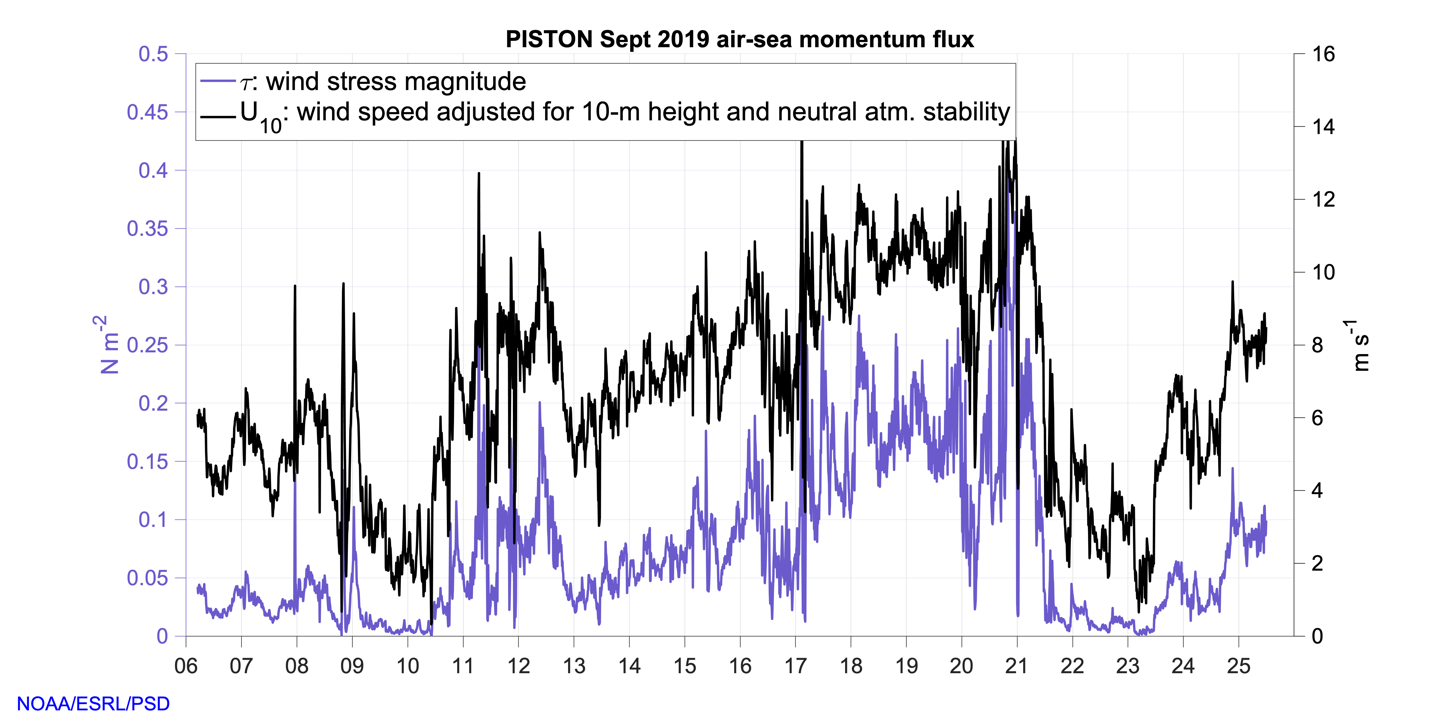 PISTON Sept 2019 air-sea momentum flux
τ: wind stress magnitude
U10: wind speed adjusted for 10-m height and neutral atm. stability
0.5
0.45
0.4
0.35
0.3
0.25
0.2
0.15
0.1
0.05
0
N m-2
16
14
12
10
8
6
4
2
0
m s-1
06 07 08 09 10 11 12 13 14 15 16 17 18 19 20 21 22 23 24 25
NOAA/ESRL/PSD